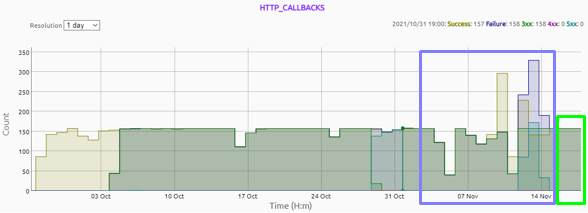 HTTP_CALLBACKS
Resolution 1 day
2021/10/31 19:00: Success: 157 Failure: 158 3xx: 158 4xx: 0 5xx: 0
350
300
250
200
150
100
50
0
Count
03 Oct 10 Oct 17 Oct 24 Oct 31 Oct 07 Nov 14 Nov
Time (H:m)